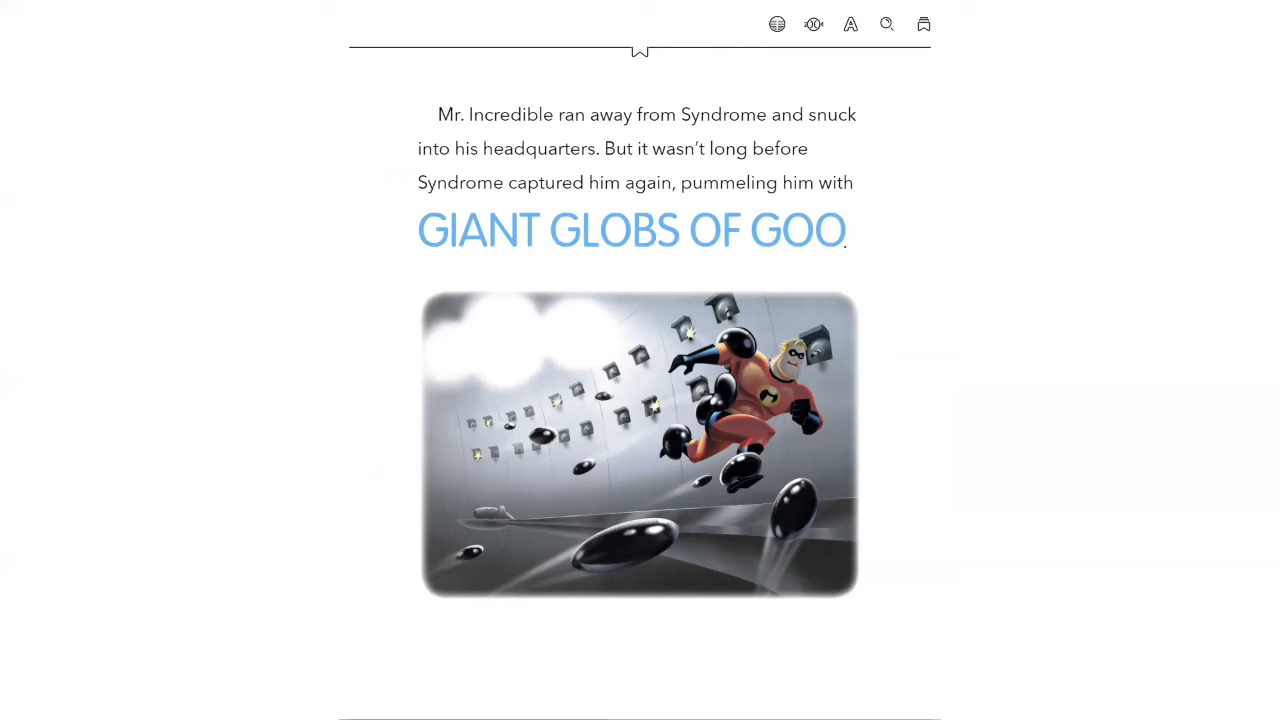 Mr. Incredible ran away from Syndrome and snuck
into his headquarters. But it wasn’t long before
Syndrome captured him again, pummeling him with
GIANT GLOBS OF GOO.